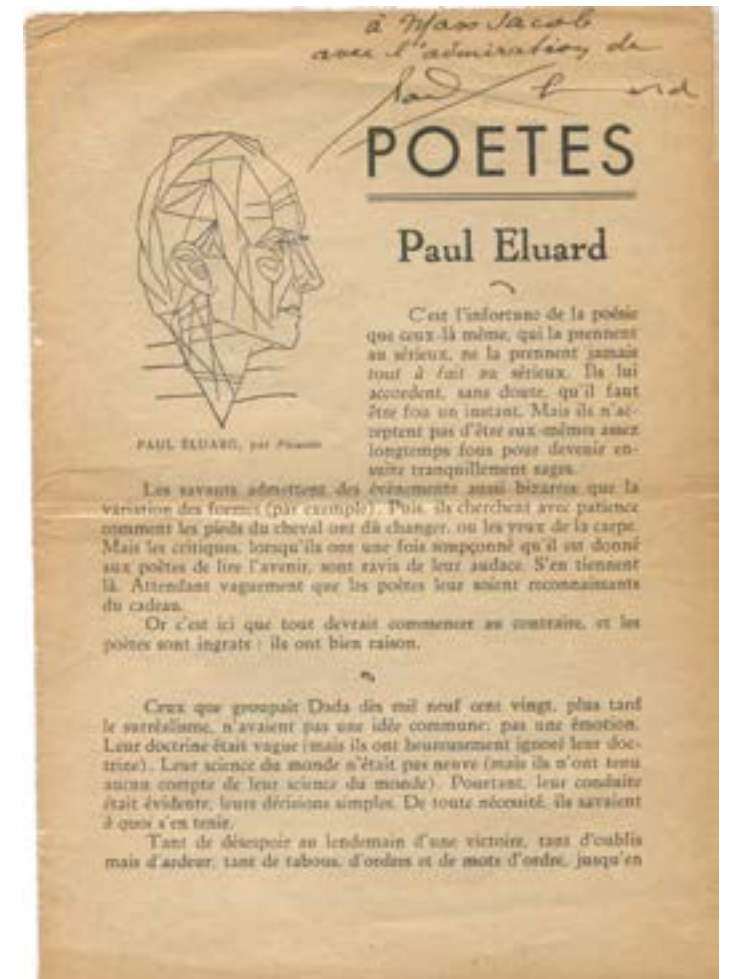 à Max Jacob
avec l'admiration de
Paul Eluard
POETES
Paul Eluard
C'est l'infortune de la poésie
que ceux-là même, qui la prennent
au sérieux, ne la prennent jamais
tout à fait au sérieux. Ils lui
accordent, sans doute, qu'il faut
être fou un instant. Mais ils n'ac-
ceptent pas d'être eux-mêmes assez
longtemps fous pour devenir en-
suite tranquillement sages.
PAUL ÉLUARD, par Picasso
Les savants admettent des événements aussi bizarres que la
variation des formes (par exemple). Puis, ils cherchent avec patience
comment les pieds du cheval ont dû changer, ou les yeux de la carpe.
Mais les critiques, lorsqu'ils ont une fois soupçonné qu'il est donné
aux poètes de lire l'avenir, sont ravis de leur audace. S'en tiennent
là. Attendant vaguement que les poètes leur soient reconnaissants
du cadeau.
Or c'est ici que tout devrait commencer au contraire, et les
poètes sont ingrats : ils ont bien raison.
Ceux que groupait Dada dès mil neuf cent vingt, plus tard
le surréalisme, n'avaient pas une idée commune; pas une émotion.
Leur doctrine était vague (mais ils ont heureusement ignoré leur doc-
trine). Leur science du monde n'était pas neuve (mais ils n'ont tenu
aucun compte de leur science du monde). Pourtant, leur conduite
était évidente, leurs décisions simples. De toute nécessité, ils savaient
à quoi s'en tenir.
Tant de désespoir au lendemain d'une victoire, tant d'oublis
mais d'ardeur, tant de tabous, d'ordres et de mots d'ordre, jusqu'en